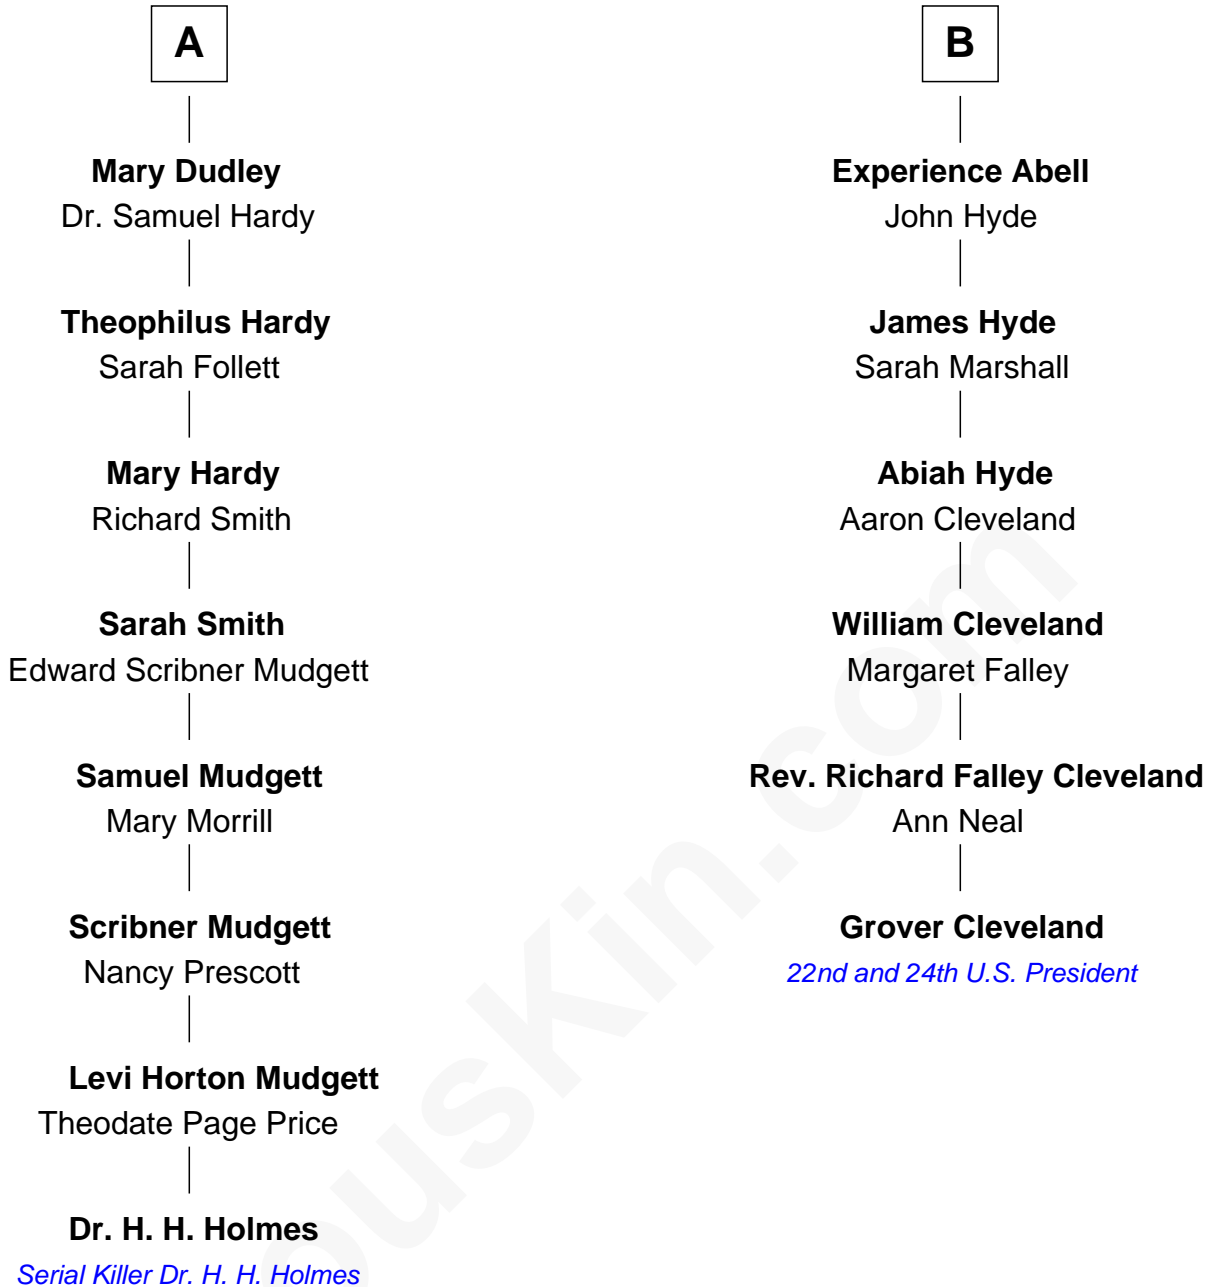 A
Mary Dudley
Dr. Samuel Hardy
Theophilus Hardy
Sarah Follett
Mary Hardy
Richard Smith
Sarah Smith
Edward Scribner Mudgett
Samuel Mudgett
Mary Morrill
Scribner Mudgett
Nancy Prescott
Levi Horton Mudgett
Theodate Page Price
Dr. H. H. Holmes
Serial Killer Dr. H. H. Holmes
B
Experience Abell
John Hyde
James Hyde
Sarah Marshall
Abiah Hyde
Aaron Cleveland
William Cleveland
Margaret Falley
Rev. Richard Falley Cleveland
Ann Neal
Grover Cleveland
22nd and 24th U.S. President
ousKin.com